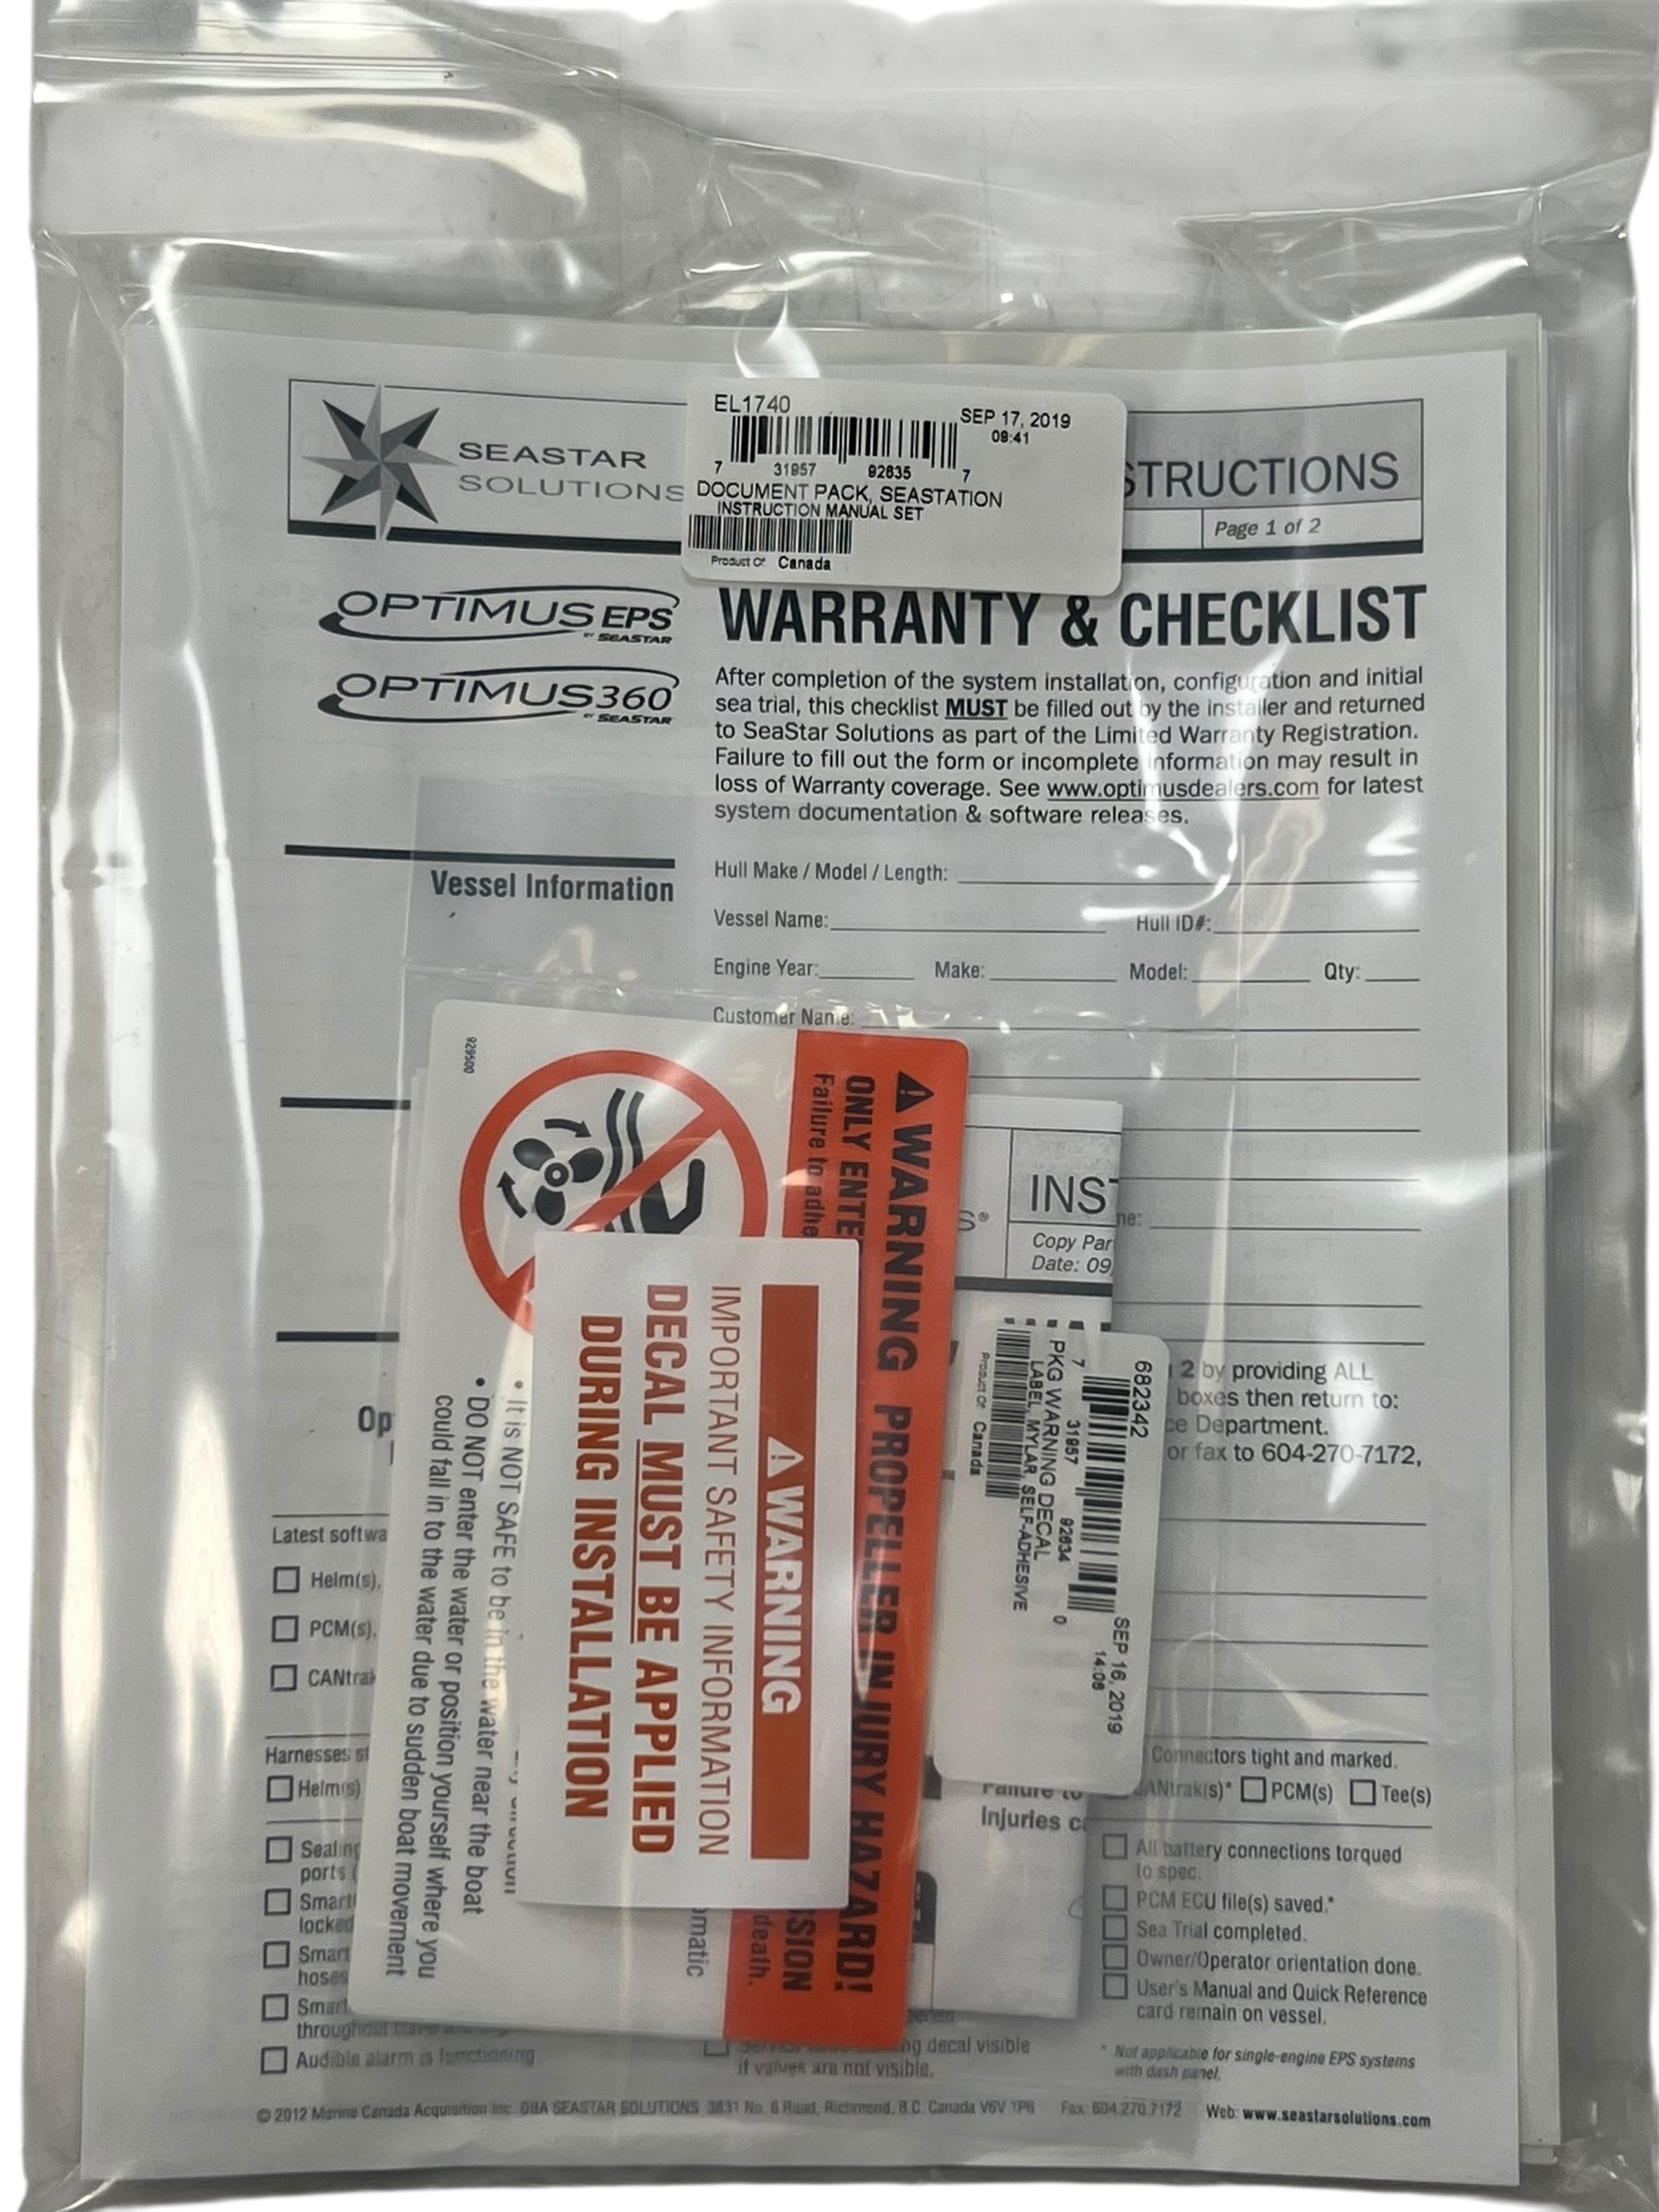 SEASTAR
SOLUTIONS
EL1740
SEP 17, 2019
09:41
7 31957 92635 7
DOCUMENT PACK, SEASTATION
INSTRUCTION MANUAL SET
Product Of Canada
STRUCTIONS
Page 1 of 2
OPTIMUS EPS
BY SEASTAR
OPTIMUS360
BY SEASTAR
WARRANTY & CHECKLIST
After completion of the system installation, configuration and initial
sea trial, this checklist MUST be filled out by the installer and returned
to SeaStar Solutions as part of the Limited Warranty Registration.
Failure to fill out the form or incomplete information may result in
loss of Warranty coverage. See www.optimusdealers.com for latest
system documentation & software releases.
Vessel Information
Hull Make / Model / Length:
Vessel Name: Hull ID#:
Engine Year: Make: Model: Qty:
Customer Name:
929500
WARNING PROPELLER INJURY HAZARD!
ONLY ENTE SSION
Failure to adhe death.
matic
• It is NOT SAFE to be in the water near the boat
• DO NOT enter the water or position yourself where you
could fall in to the water due to sudden boat movement
WARNING
IMPORTANT SAFETY INFORMATION
DECAL MUST BE APPLIED
DURING INSTALLATION
INST
Copy Par
Date: 09
ne:
682342
SEP 16, 2019
14:06
7 31957 92634 0
PKG WARNING DECAL
LABEL, MYLAR, SELF-ADHESIVE
Product Of Canada
2 by providing ALL
boxes then return to:
ce Department.
or fax to 604-270-7172,
Op
Latest softwa
Helm(s),
PCM(s),
CANtrak
Harnesses s
Helm(s)
Connectors tight and marked.
CANtrak(s)* PCM(s) Tee(s)
Failure to
Injuries c
Sealing
ports (
Smart
locked
Smart
hoses
Smart
throughout
Audible alarm is functioning
All battery connections torqued
to spec.
PCM ECU file(s) saved.*
Sea Trial completed.
Owner/Operator orientation done.
User's Manual and Quick Reference
card remain on vessel.
ng decal visible
if valves are not visible.
* Not applicable for single-engine EPS systems
with dash panel.
© 2012 Marine Canada Acquisition Inc. DBA SEASTAR SOLUTIONS 3831 No. 6 Road, Richmond, B.C. Canada V6V 1P6 Fax: 604.270.7172 Web: www.seastarsolutions.com